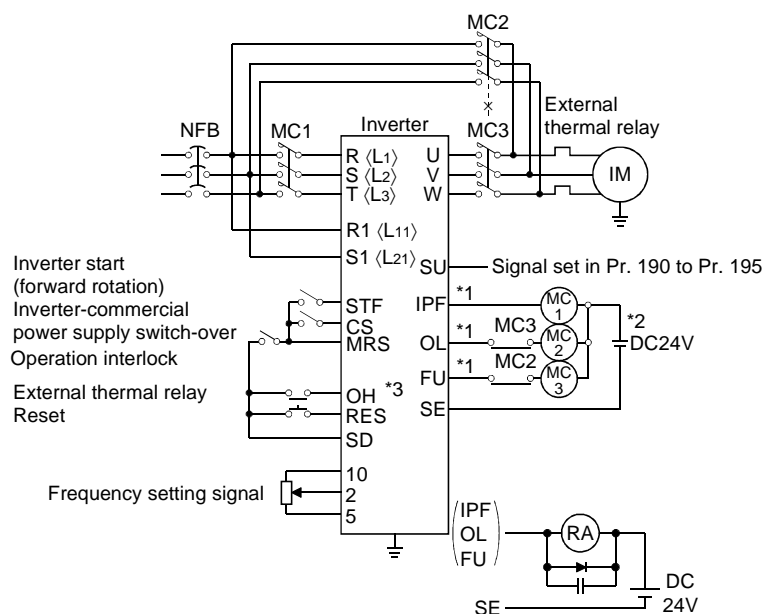 MC2
External
thermal relay
NFB
MC1
Inverter
MC3
R ⟨L1⟩
S ⟨L2⟩
T ⟨L3⟩
U
V
W
IM
R1 ⟨L11⟩
S1 ⟨L21⟩
SU
Signal set in Pr. 190 to Pr. 195
Inverter start
(forward rotation)
Inverter-commercial
power supply switch-over
Operation interlock
STF
CS
MRS
IPF
*1
MC
1
*2
DC24V
OL
*1
MC3
MC
2
FU
*1
MC2
MC
3
SE
External thermal relay
Reset
OH *3
RES
SD
Frequency setting signal
10
2
5
(IPF
OL
FU)
RA
DC
24V
SE